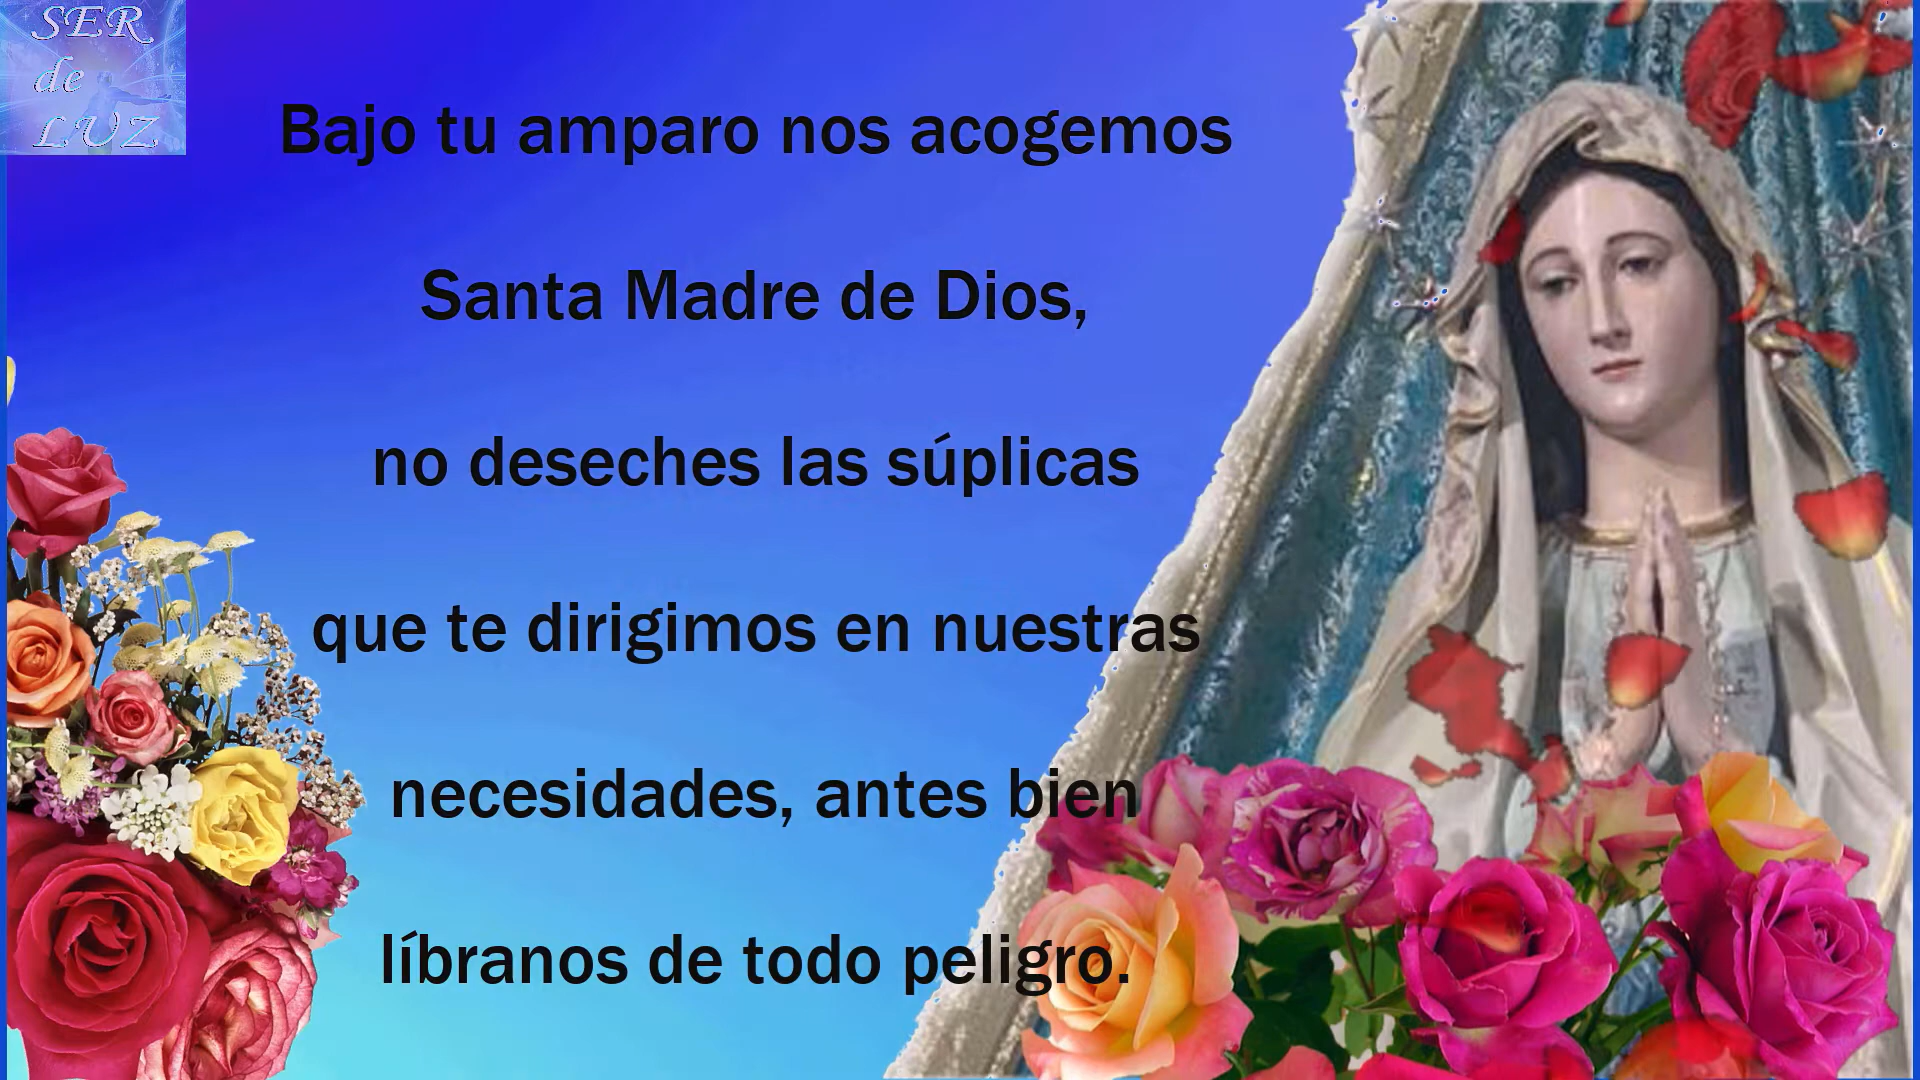 SER
de
LUZ
Bajo tu amparo nos acogemos
Santa Madre de Dios,
no deseches las súplicas
que te dirigimos en nuestras
necesidades, antes bien
líbranos de todo peligro.